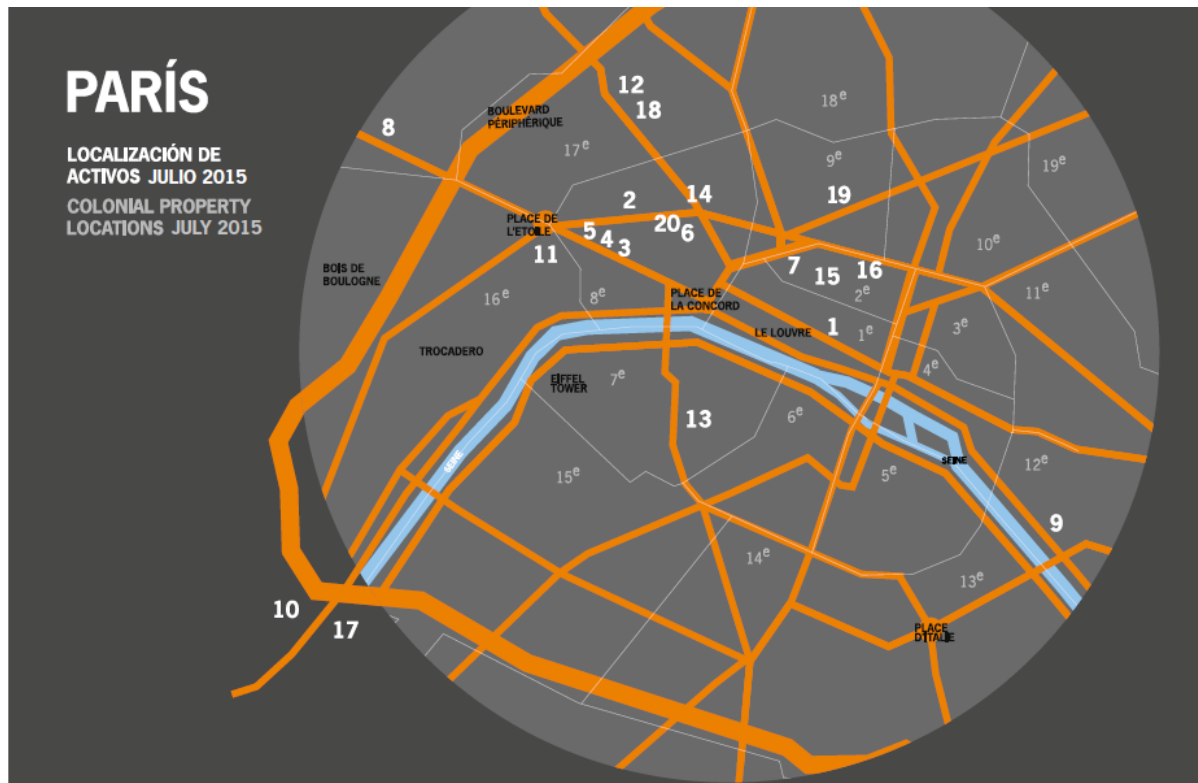 PARÍS
LOCALIZACIÓN DE
ACTIVOS JULIO 2015
COLONIAL PROPERTY
LOCATIONS JULY 2015
8
BOULEVARD
PÉRIPHÉRIQUE
12
18
17e
18e
9e
19e
19
2
14
PLACE DE
L'ETOILE
5
4
3
20
6
11
7
15
16
10e
BOIS DE
BOULOGNE
16e
8e
PLACE DE
LA CONCORD
2e
11e
LE LOUVRE
1
1e
3e
TROCADERO
4e
EIFFEL
TOWER
7e
13
6e
SEINE
15e
5e
SEINE
12e
9
14e
13e
10
17
PLACE
D'ITALIE